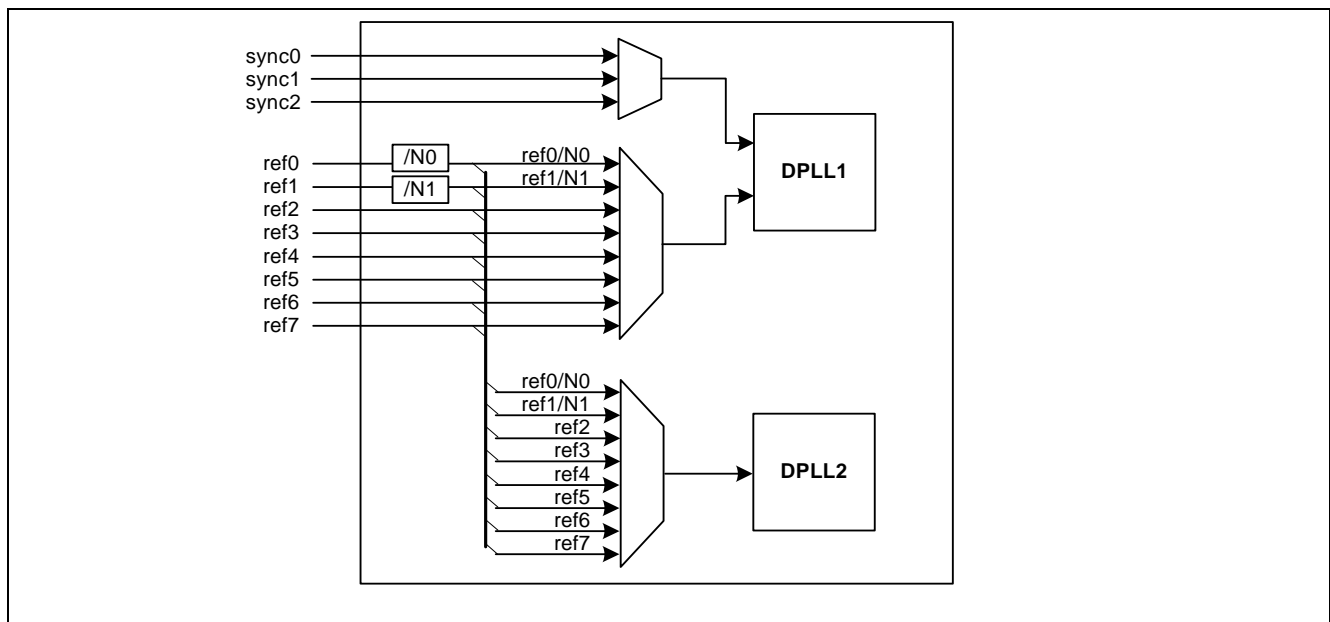 sync0
sync1
sync2
DPLL1
ref0 /N0 ref0/N0
ref1 /N1 ref1/N1
ref2
ref3
ref4
ref5
ref6
ref7
ref0/N0
ref1/N1
ref2
ref3
ref4
ref5
ref6
ref7
DPLL2